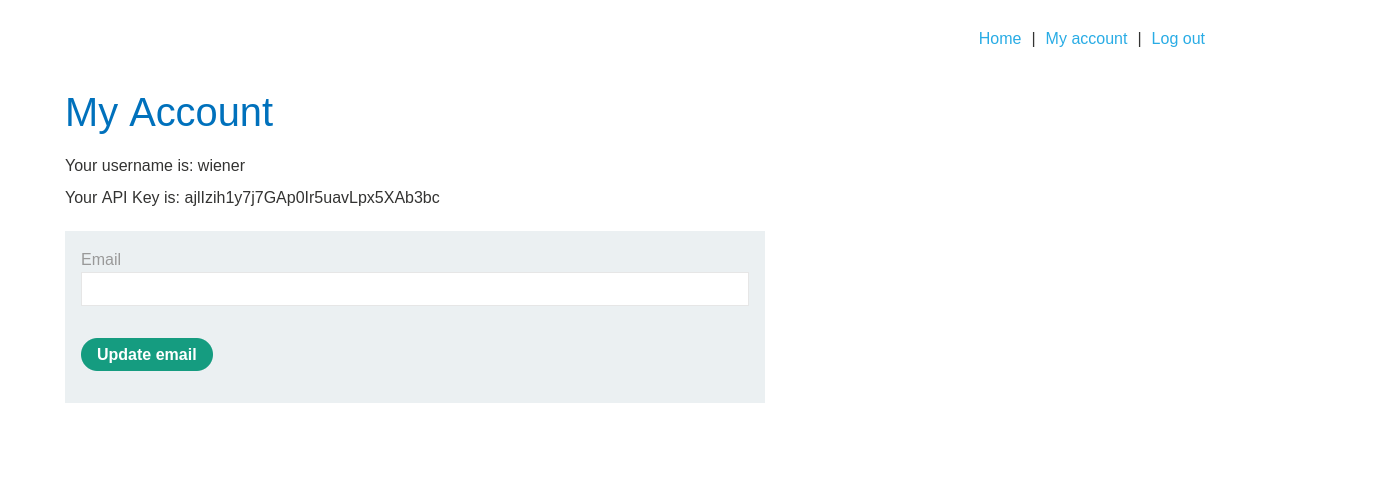 Home | My account | Log out
My Account
Your username is: wiener
Your API Key is: ajlIzih1y7j7GAp0Ir5uavLpx5XAb3bc
Email
Update email